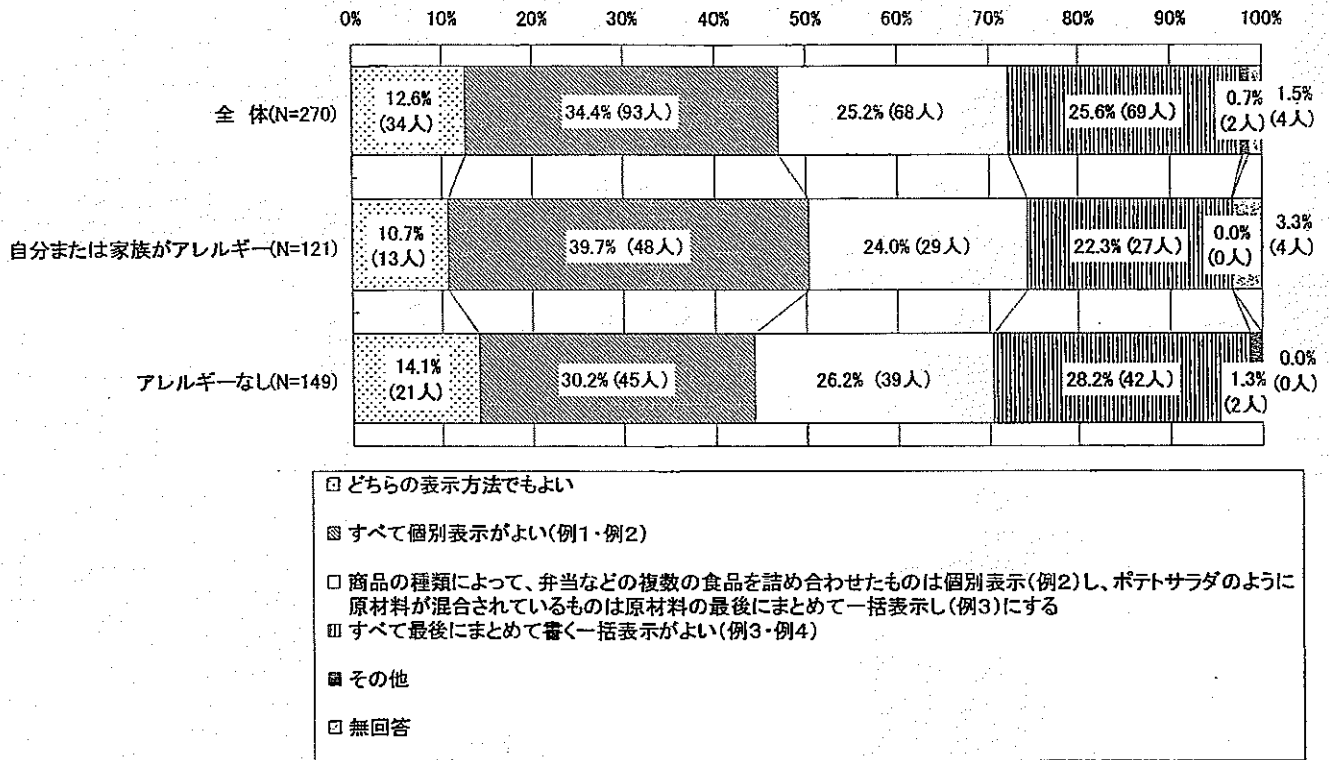 0% 10% 20% 30% 40% 50% 60% 70% 80% 90% 100%
全 体(N=270)
12.6%
(34人)
34.4% (93人)
25.2% (68人)
25.6% (69人)
0.7%
(2人)
1.5%
(4人)
自分または家族がアレルギー(N=121)
10.7%
(13人)
39.7% (48人)
24.0% (29人)
22.3% (27人)
0.0%
(0人)
3.3%
(4人)
アレルギーなし(N=149)
14.1%
(21人)
30.2% (45人)
26.2% (39人)
28.2% (42人)
1.3%
(2人)
0.0%
(0人)
どちらの表示方法でもよい
すべて個別表示がよい(例1・例2)
商品の種類によって、弁当などの複数の食品を詰め合わせたものは個別表示(例2)し、ポテトサラダのように
原材料が混合されているものは原材料の最後にまとめて一括表示し(例3)にする
すべて最後にまとめて書く一括表示がよい(例3・例4)
その他
無回答